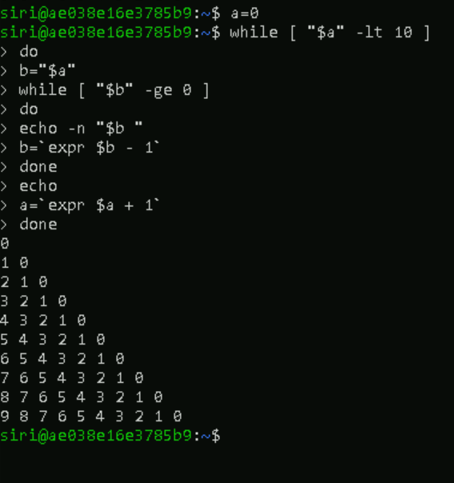 siri@ae038e16e3785b9:~$ a=0
siri@ae038e16e3785b9:~$ while [ "$a" -lt 10 ]
> do
> b="$a"
> while [ "$b" -ge 0 ]
> do
> echo -n "$b "
> b=`expr $b - 1`
> done
> echo
> a=`expr $a + 1`
> done
0
1 0
2 1 0
3 2 1 0
4 3 2 1 0
5 4 3 2 1 0
6 5 4 3 2 1 0
7 6 5 4 3 2 1 0
8 7 6 5 4 3 2 1 0
9 8 7 6 5 4 3 2 1 0
siri@ae038e16e3785b9:~$